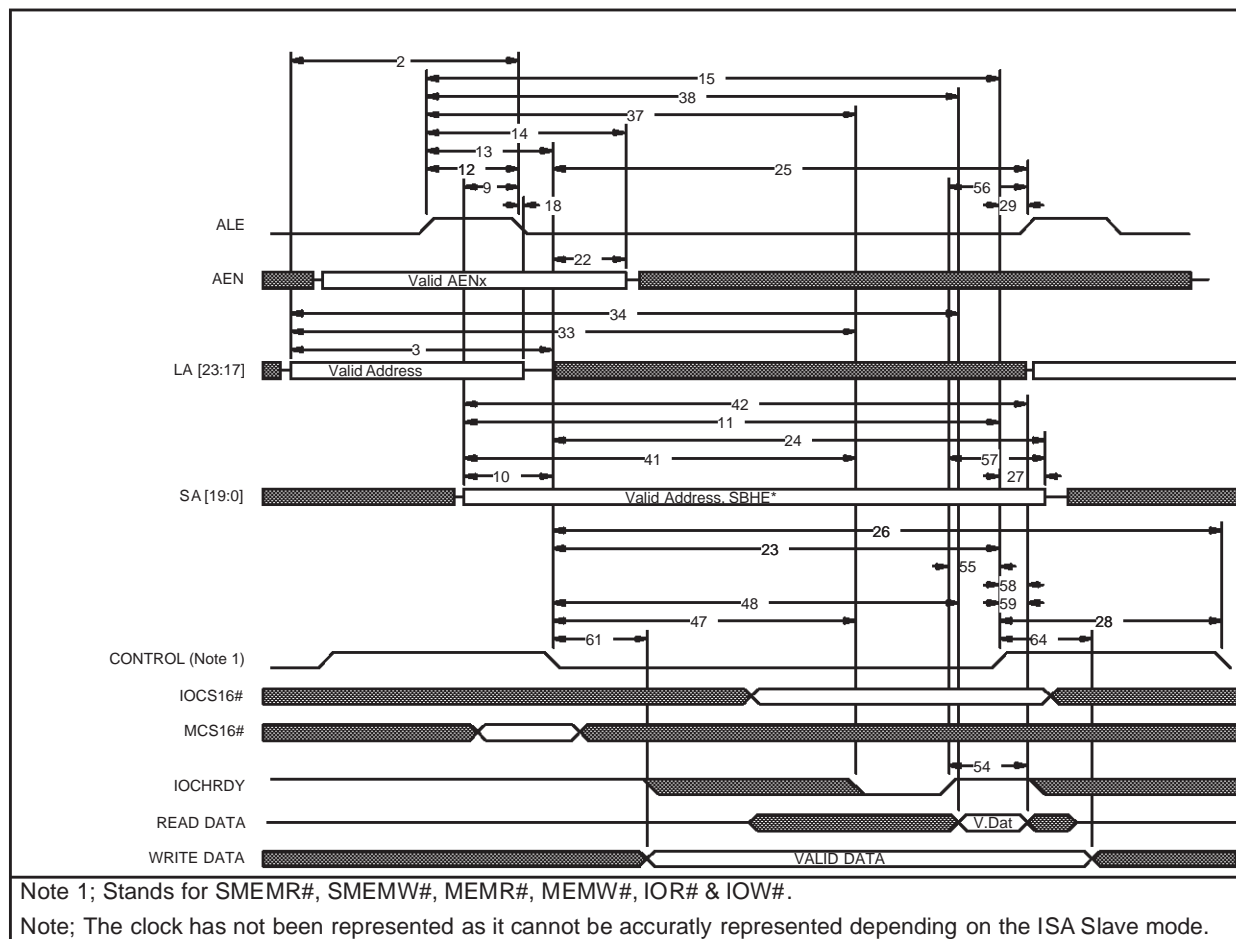 2
15
38
37
14
13
25
12
9
56
18
29
ALE
22
AEN
Valid AENx
34
33
3
LA [23:17]
Valid Address
42
11
24
41
57
10
27
SA [19:0]
Valid Address, SBHE*
26
23
55
58
48
59
47
28
61
64
CONTROL (Note 1)
IOCS16#
MCS16#
54
IOCHRDY
READ DATA
V.Dat
WRITE DATA
VALID DATA
Note 1; Stands for SMEMR#, SMEMW#, MEMR#, MEMW#, IOR# & IOW#.
Note; The clock has not been represented as it cannot be accuratly represented depending on the ISA Slave mode.